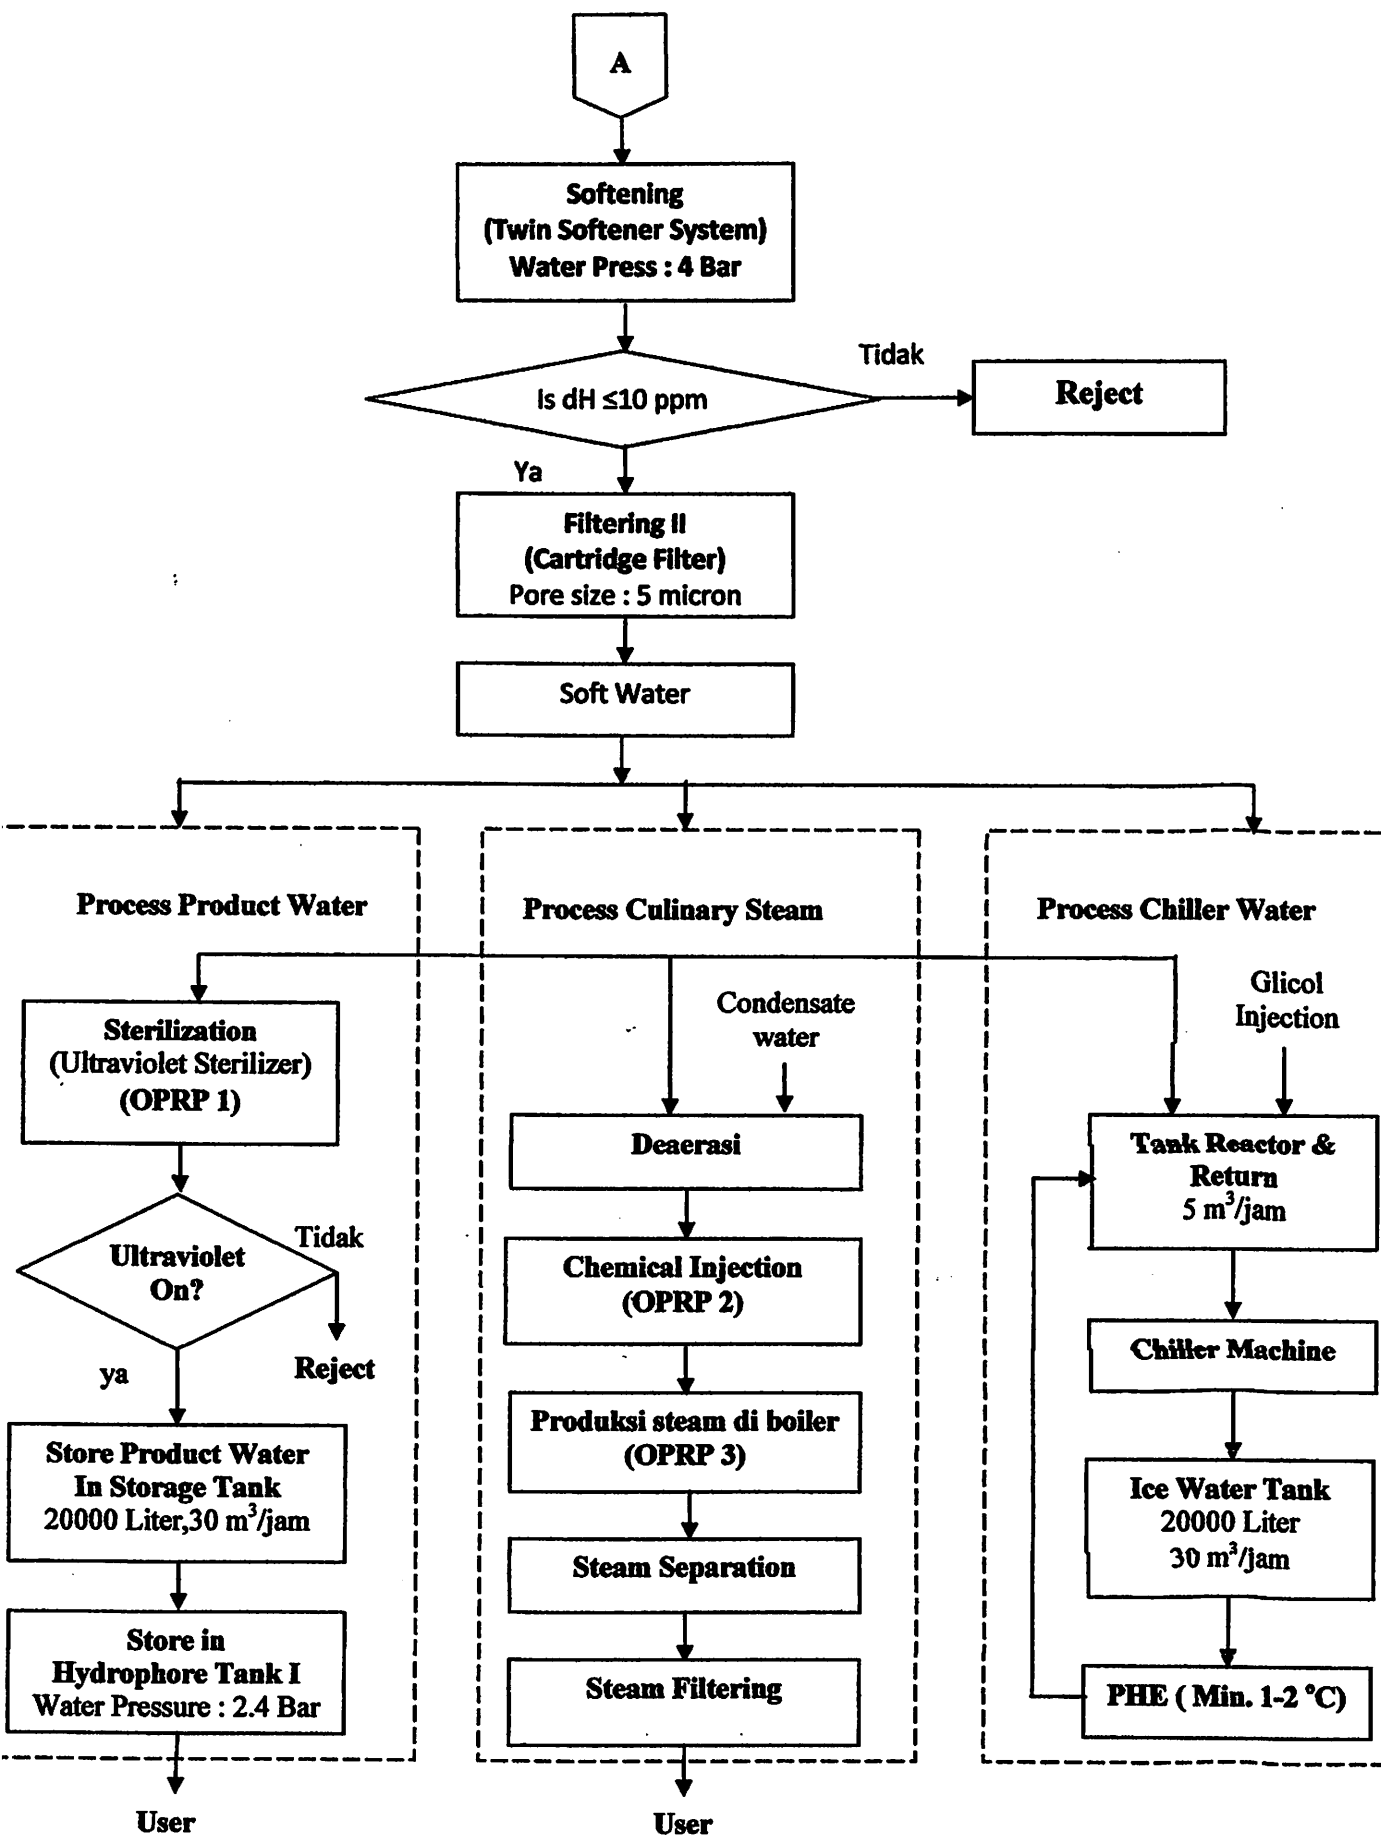 A
Softening
(Twin Softener System)
Water Press : 4 Bar
Is dH ≤10 ppm
Tidak
Reject
Ya
Filtering II
(Cartridge Filter)
Pore size : 5 micron
Soft Water
Process Product Water
Sterilization
(Ultraviolet Sterilizer)
(OPRP 1)
Ultraviolet
On?
Tidak
Reject
ya
Store Product Water
In Storage Tank
20000 Liter,30 m³/jam
Store in
Hydrophore Tank I
Water Pressure : 2.4 Bar
User
Process Culinary Steam
Condensate
water
Deaerasi
Chemical Injection
(OPRP 2)
Produksi steam di boiler
(OPRP 3)
Steam Separation
Steam Filtering
User
Process Chiller Water
Glicol
Injection
Tank Reactor &
Return
5 m³/jam
Chiller Machine
Ice Water Tank
20000 Liter
30 m³/jam
PHE ( Min. 1-2 °C)